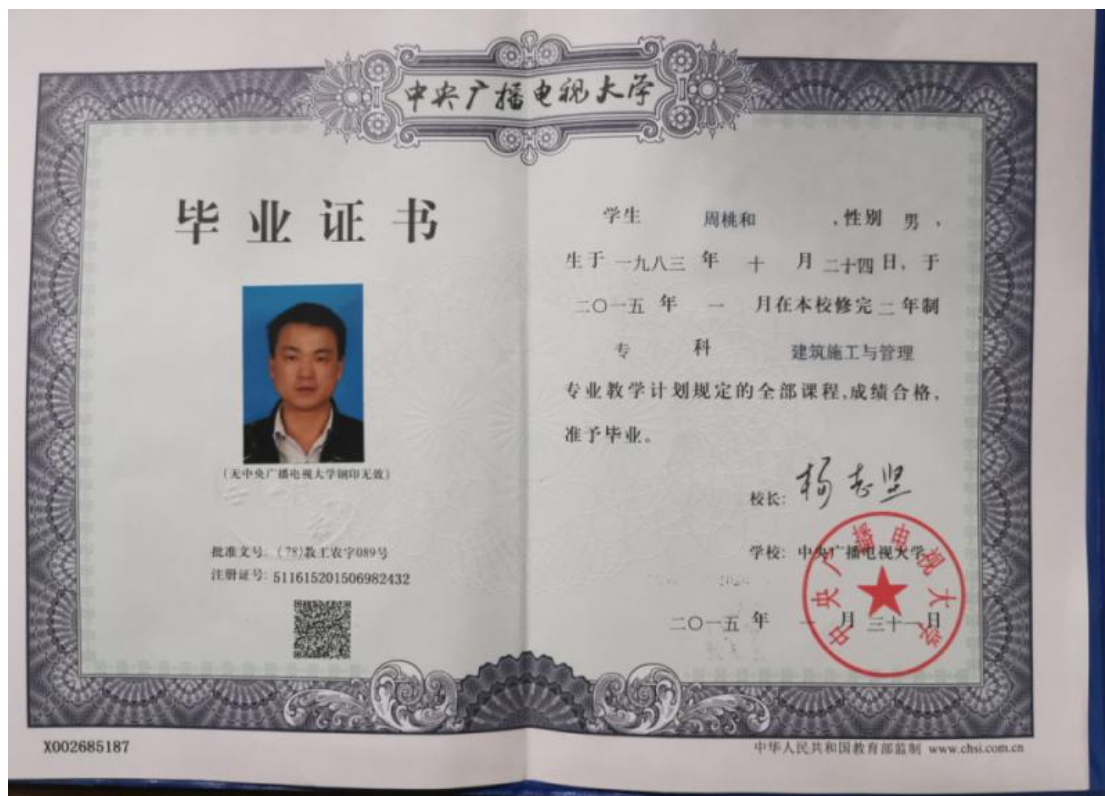 中央广播电视大学
毕业证书
(无中央广播电视大学钢印无效)
批准文号: (78)教工农字089号
注册证号: 511615201506982432
X002685187
学生 周桃和 ,性别 男 ,
生于 一九八三 年 十 月 二十四 日, 于
二〇一五 年 一 月在本校修完 二 年制
专 科 建筑施工与管理
专业教学计划规定的全部课程,成绩合格,
准予毕业。
校长: 杨志坚
学校: 中央广播电视大学
二〇一五 年 一 月 三十一 日
中央广播电视大学
中华人民共和国教育部监制 www.chsi.com.cn